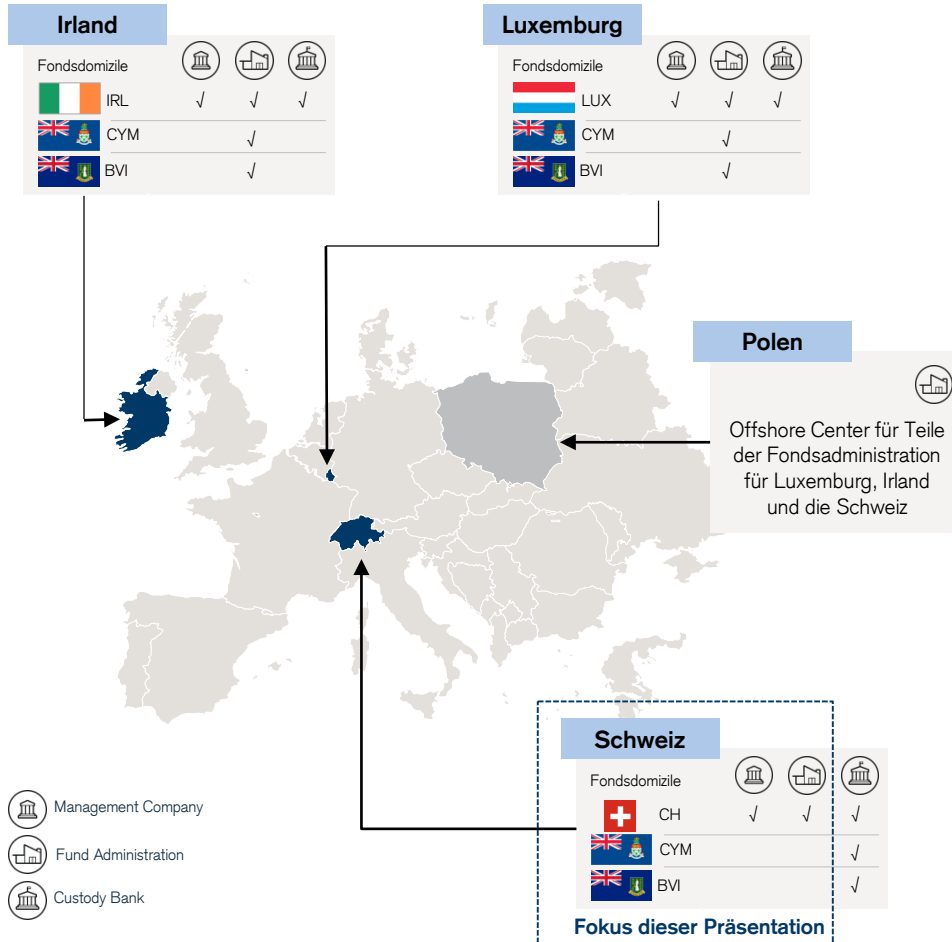 Irland
Fondsdomizile
IRL √ √ √
CYM √
BVI √
Luxemburg
Fondsdomizile
LUX √ √ √
CYM √
BVI √
Polen
Offshore Center für Teile
der Fondsadministration
für Luxemburg, Irland
und die Schweiz
Schweiz
Fondsdomizile
CH √ √ √
CYM √
BVI √
Fokus dieser Präsentation
Management Company
Fund Administration
Custody Bank